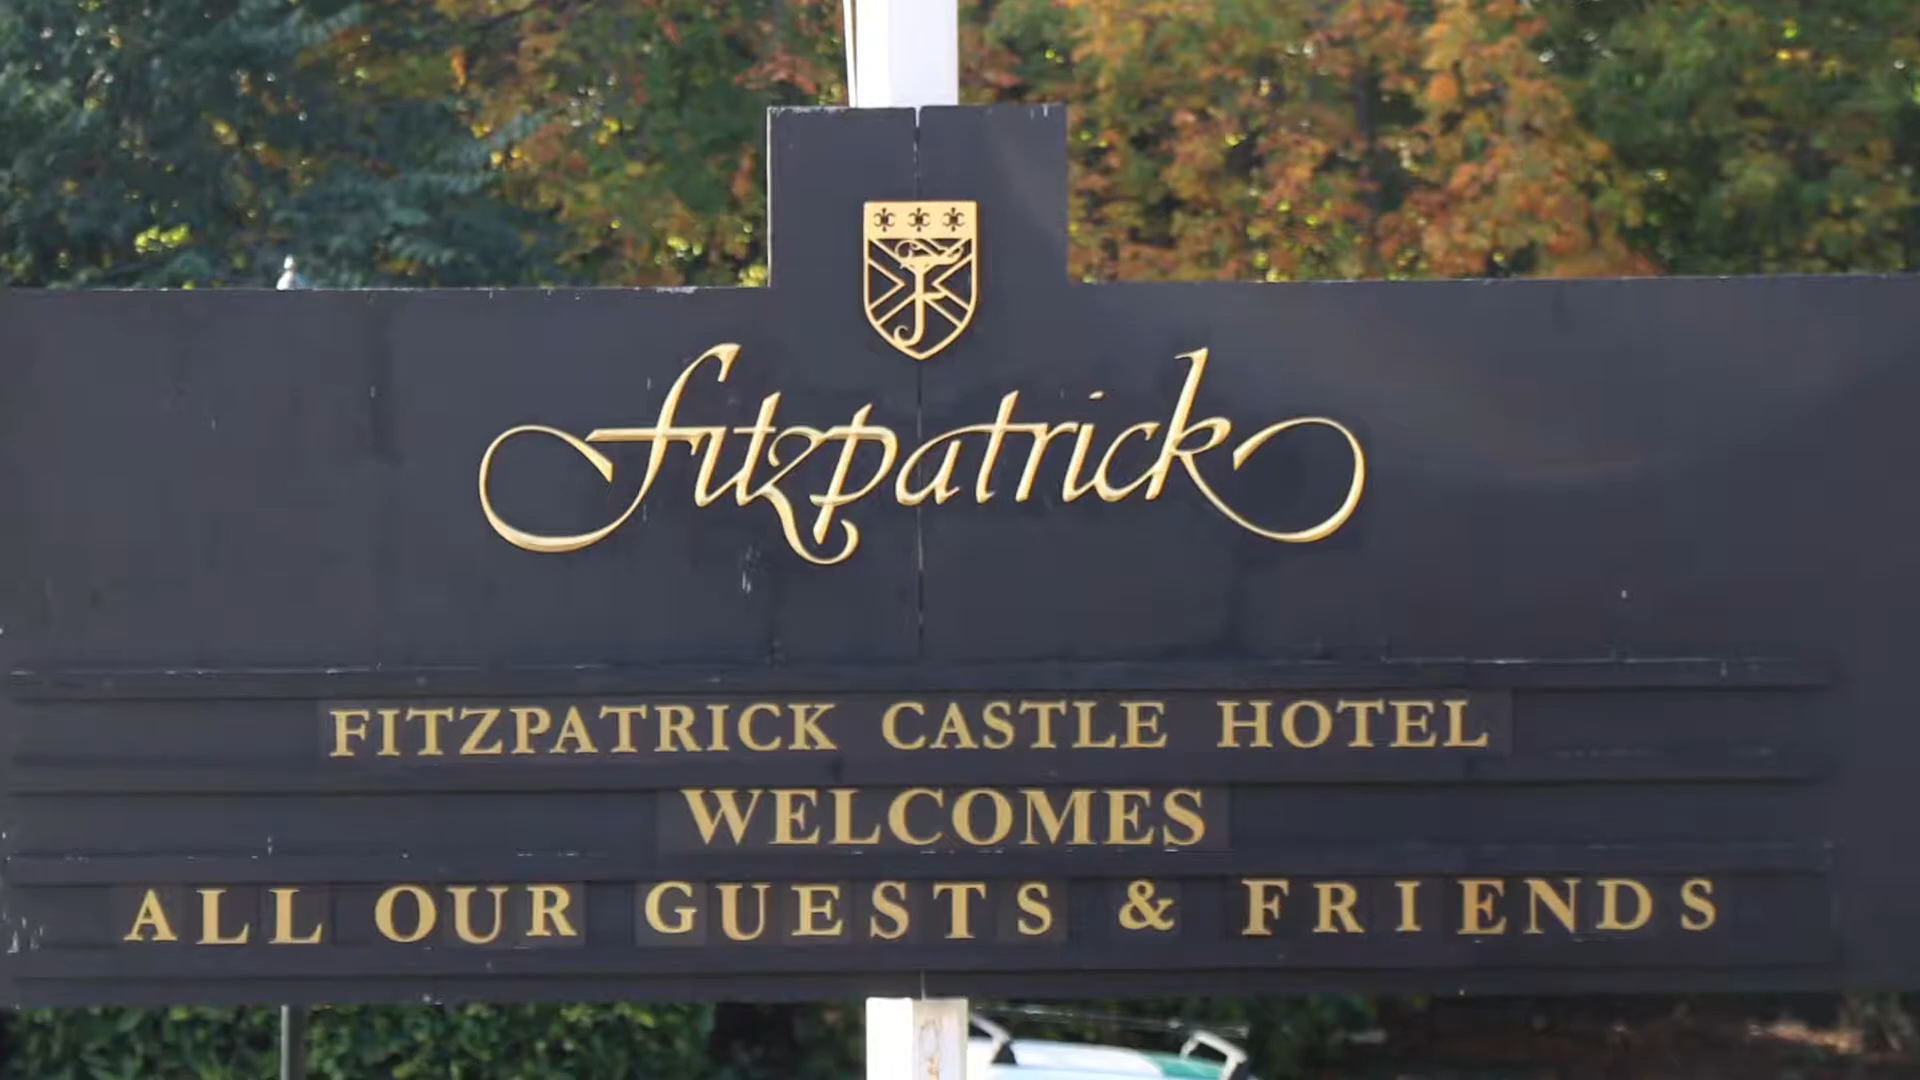 fitzpatrick
FITZPATRICK CASTLE HOTEL
WELCOMES
ALL OUR GUESTS & FRIENDS